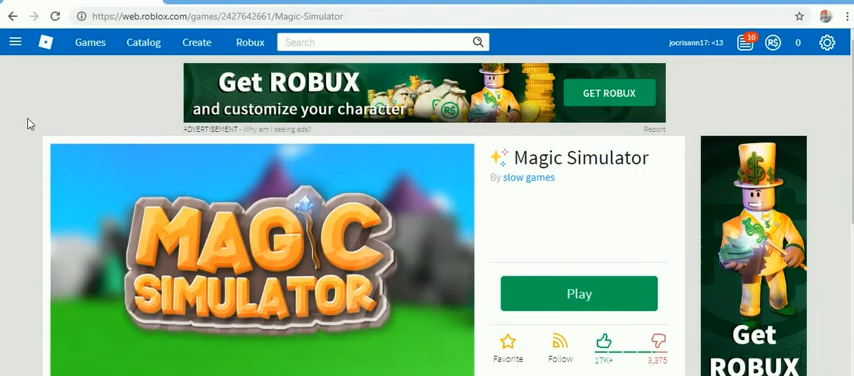 https://web.roblox.com/games/2427642661/Magic-Simulator
Games Catalog Create Robux Search jocrisann17: <13 10 R$ 0
Get ROBUX
and customize your character
GET ROBUX
ADVERTISEMENT - Why am I seeing ads? Report
MAGIC
SIMULATOR
Magic Simulator
By slow games
Play
Favorite Follow 17K+ 3,375
$
Get
ROBUX